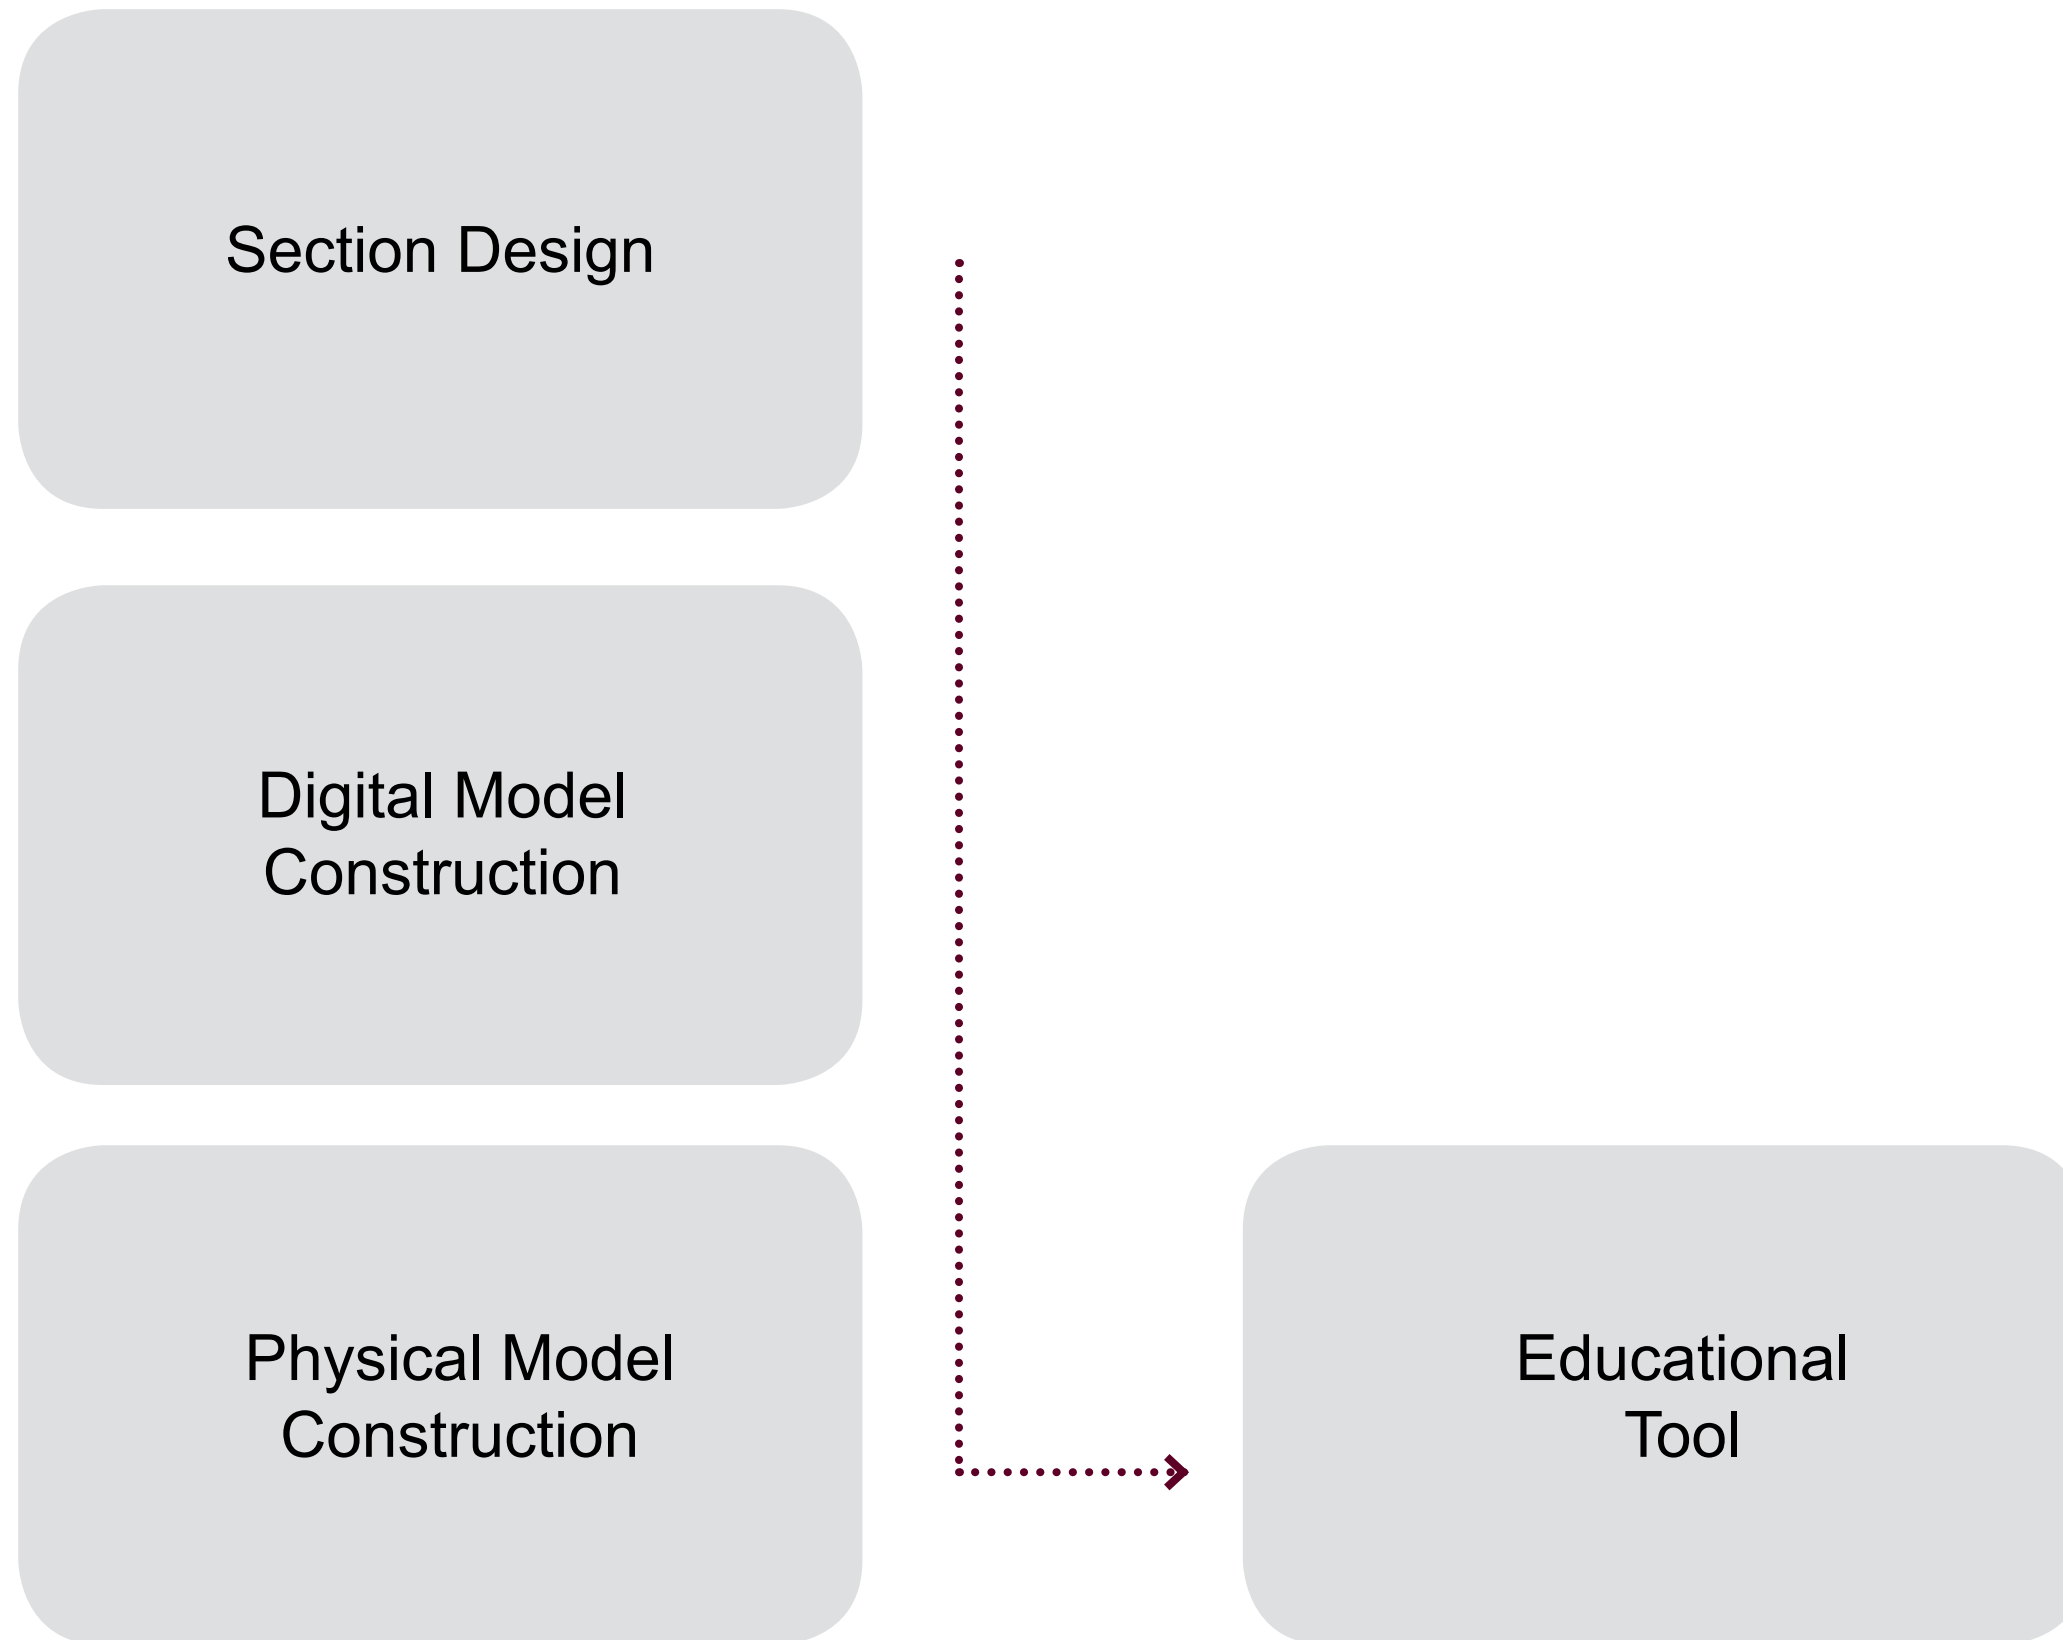 Section Design
Digital Model
Construction
Physical Model
Construction
Educational
Tool